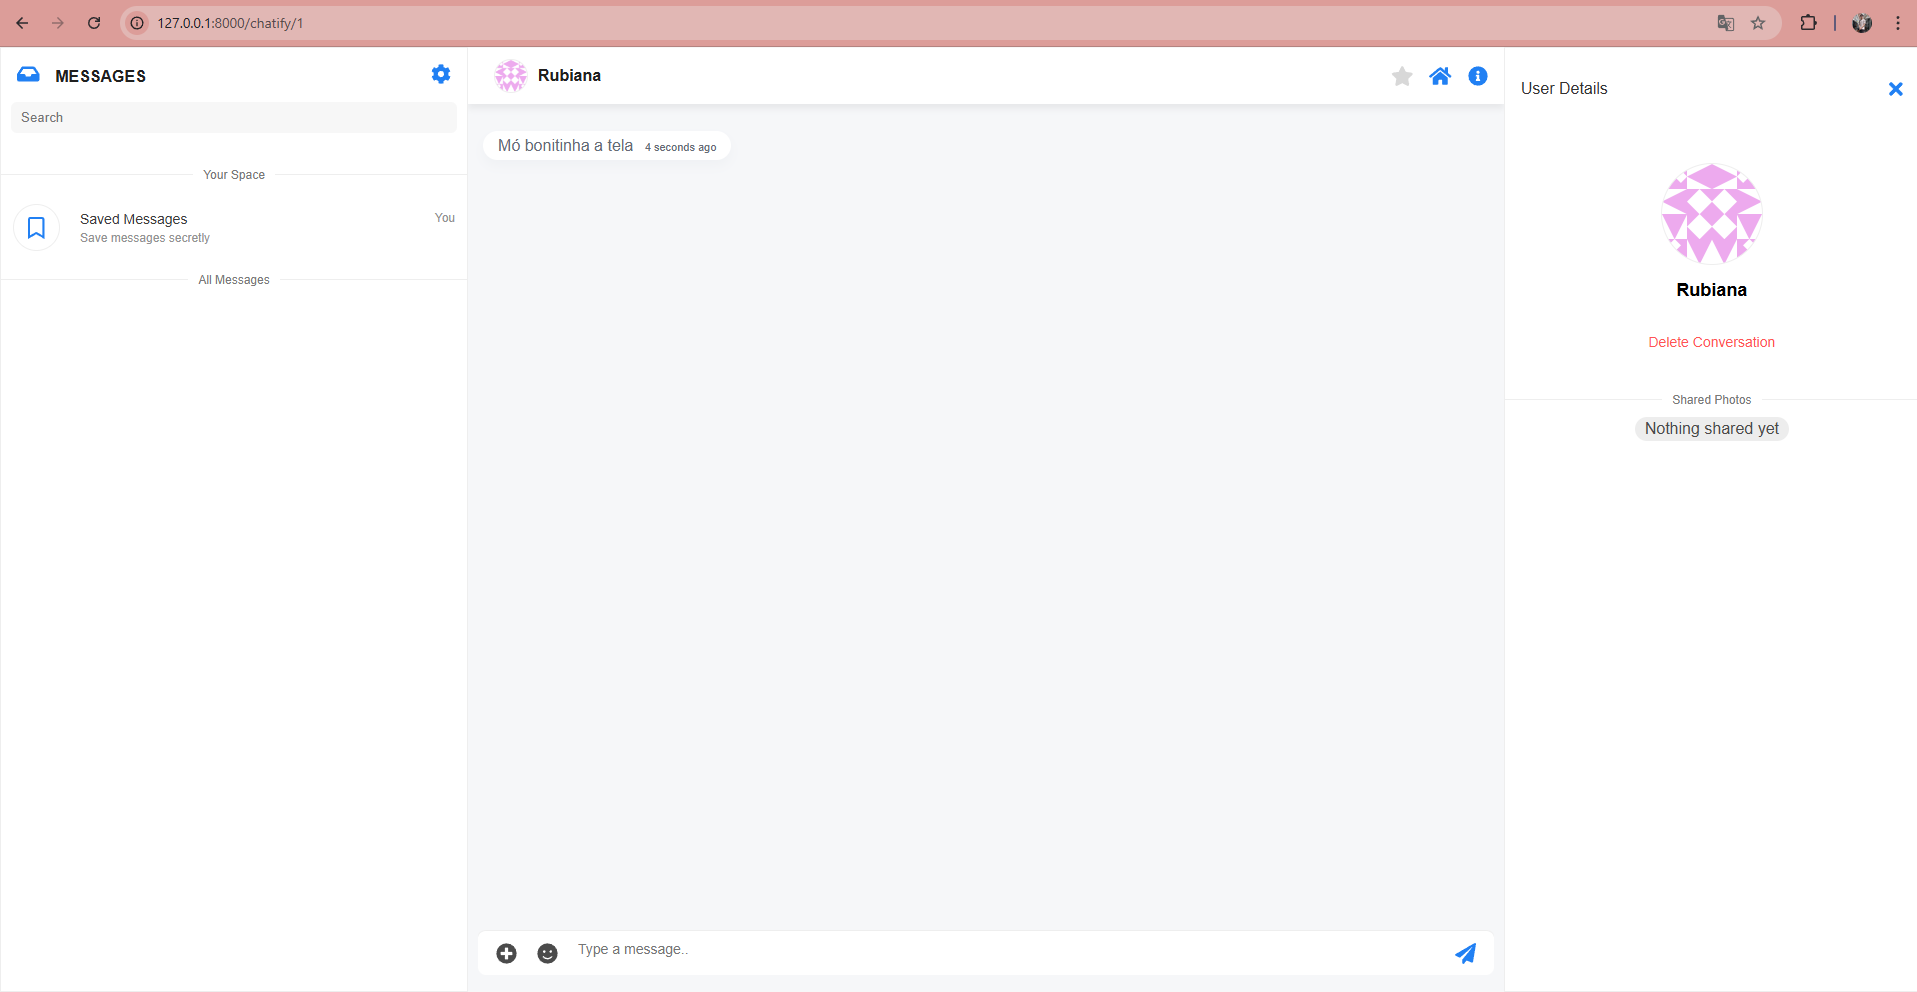 127.0.0.1:8000/chatify/1
MESSAGES
Search
Your Space
Saved Messages
You
Save messages secretly
All Messages
Rubiana
Mó bonitinha a tela 4 seconds ago
Type a message..
User Details
Rubiana
Delete Conversation
Shared Photos
Nothing shared yet